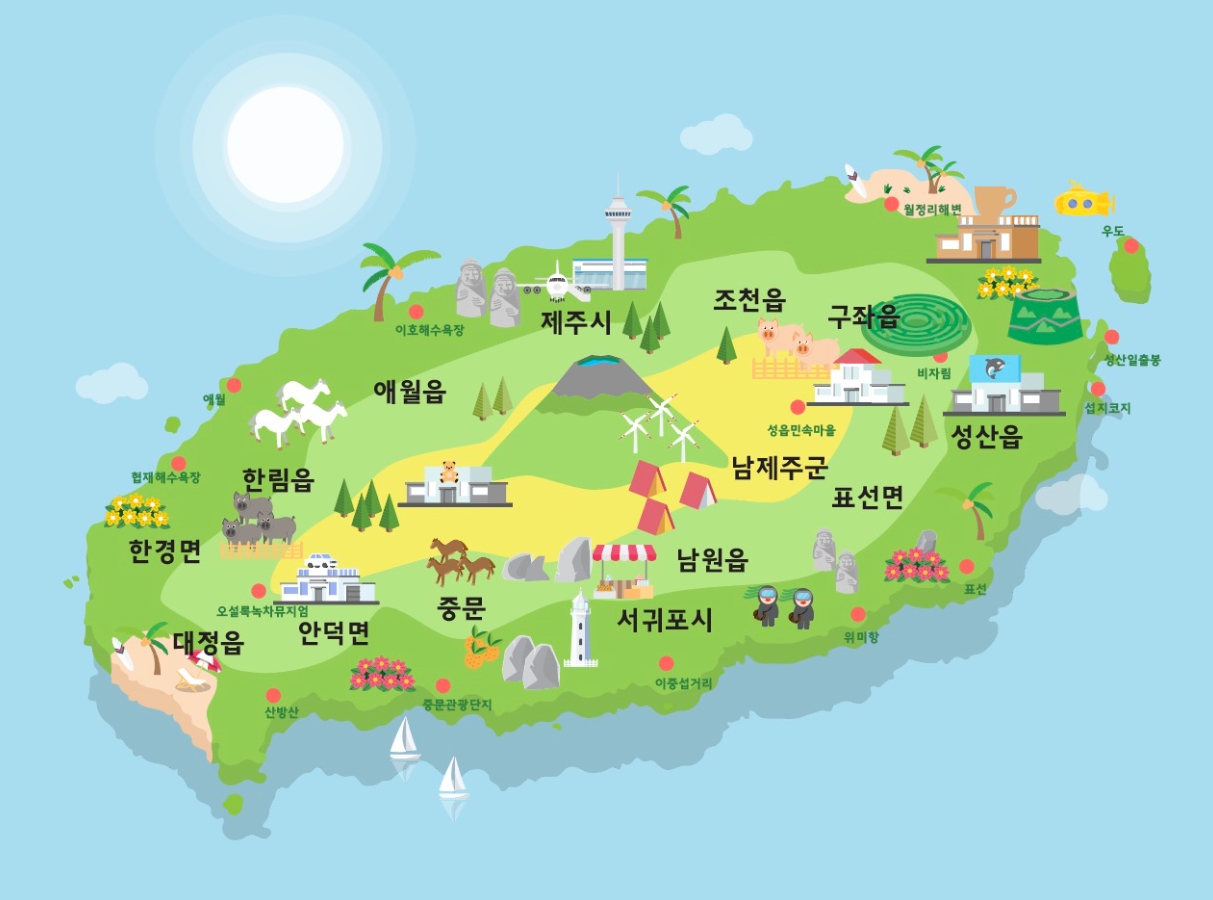 월정리해변
우도
조천읍
구좌읍
제주시
이호해수욕장
성산일출봉
비자림
애월읍
애월
섭지코지
성읍민속마을
성산읍
남제주군
협재해수욕장
한림읍
표선면
한경면
남원읍
표선
오설록녹차뮤지엄
중문
서귀포시
대정읍
안덕면
위미항
이중섭거리
중문관광단지
산방산